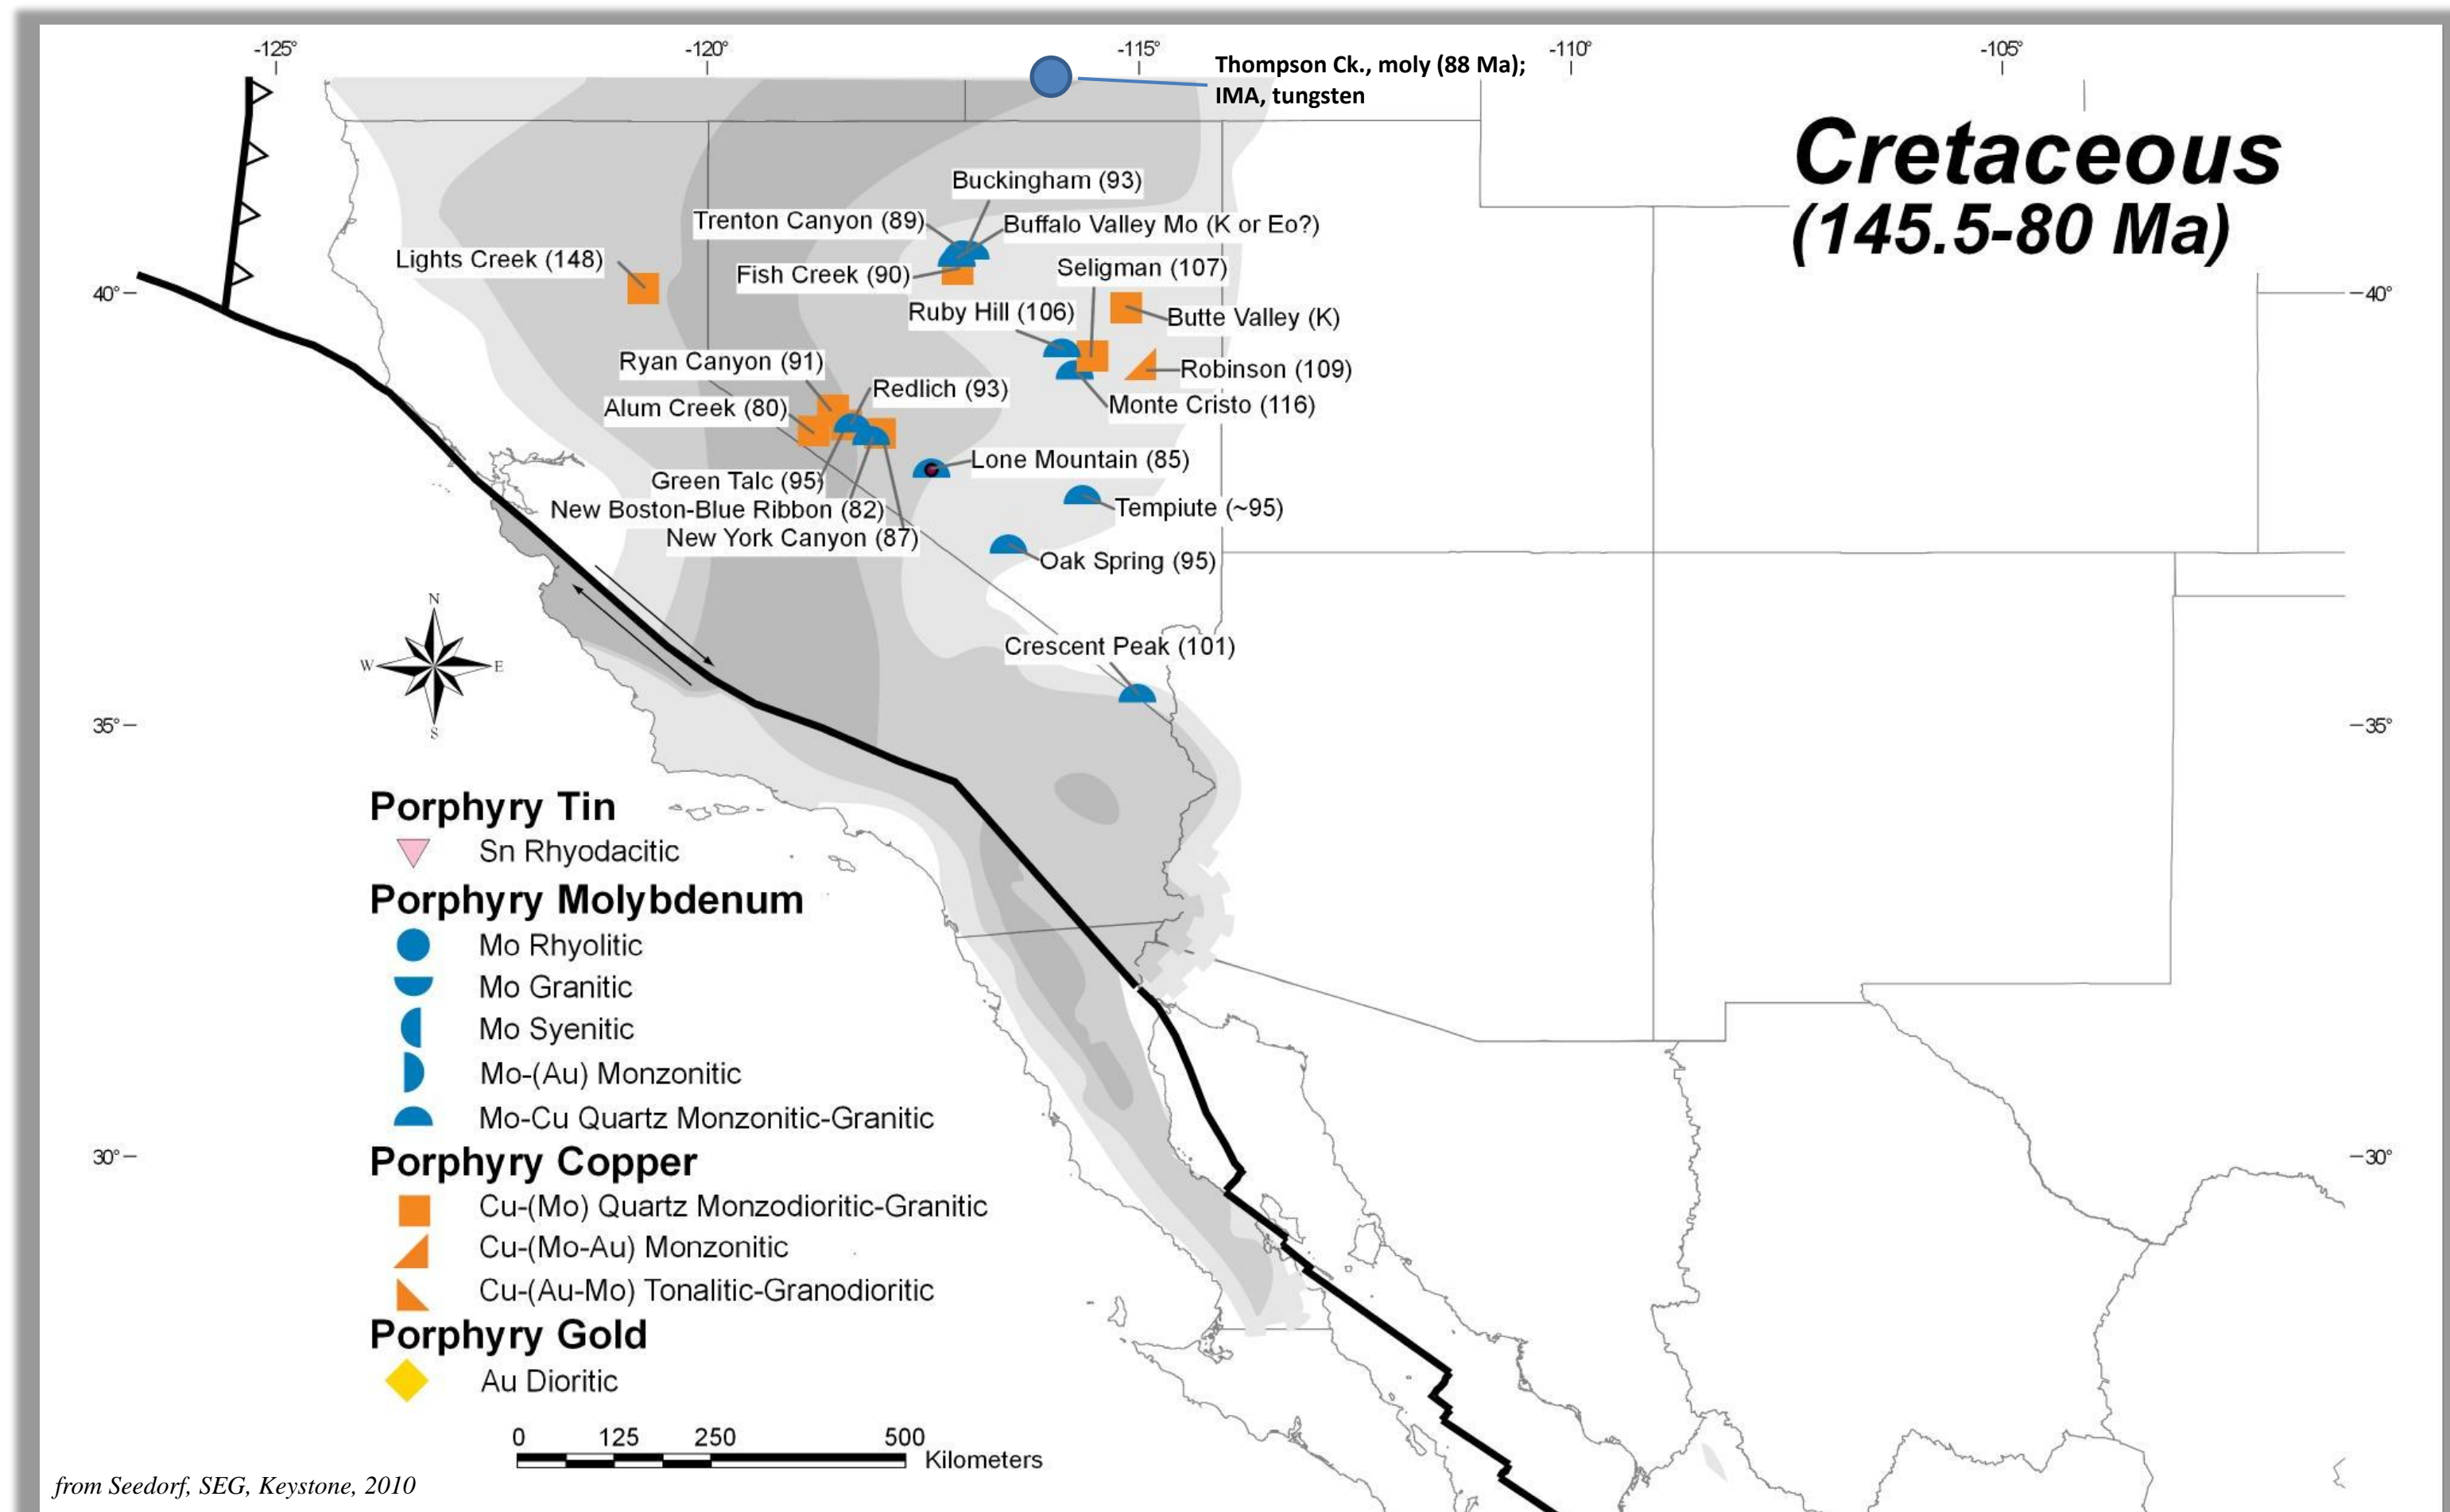 -125°
-120°
-115°
-110°
-105°
Thompson Ck., moly (88 Ma);
IMA, tungsten
Cretaceous
(145.5-80 Ma)
Buckingham (93)
Trenton Canyon (89)
Buffalo Valley Mo (K or Eo?)
Lights Creek (148)
Fish Creek (90)
Seligman (107)
40°
40°
Ruby Hill (106)
Butte Valley (K)
Ryan Canyon (91)
Robinson (109)
Redlich (93)
Alum Creek (80)
Monte Cristo (116)
Lone Mountain (85)
Green Talc (95)
New Boston-Blue Ribbon (82)
Tempiute (~95)
New York Canyon (87)
Oak Spring (95)
N
W
E
S
Crescent Peak (101)
35°
35°
Porphyry Tin
Sn Rhyodacitic
Porphyry Molybdenum
Mo Rhyolitic
Mo Granitic
Mo Syenitic
Mo-(Au) Monzonitic
Mo-Cu Quartz Monzonitic-Granitic
30°
30°
Porphyry Copper
Cu-(Mo) Quartz Monzodioritic-Granitic
Cu-(Mo-Au) Monzonitic
Cu-(Au-Mo) Tonalitic-Granodioritic
Porphyry Gold
Au Dioritic
0 125 250 500
Kilometers
from Seedorf, SEG, Keystone, 2010